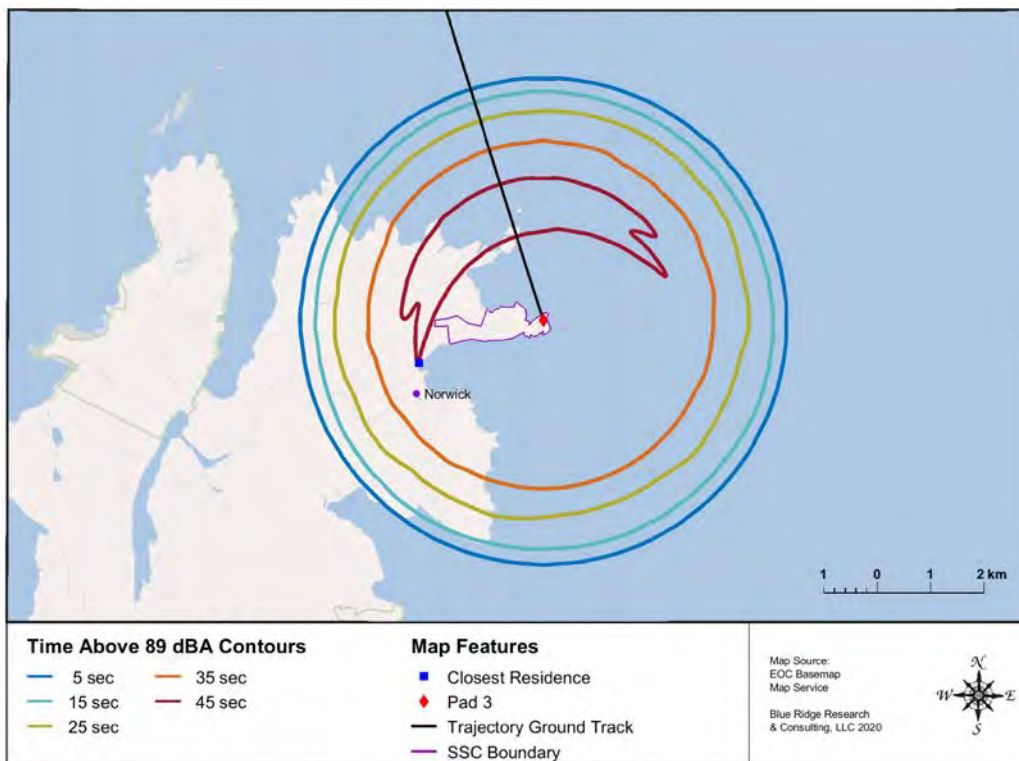 Norwick
1 0 1 2 km
Time Above 89 dBA Contours
5 sec
35 sec
15 sec
45 sec
25 sec
Map Features
Closest Residence
Pad 3
Trajectory Ground Track
SSC Boundary
Map Source:
EOC Basemap
Map Service
Blue Ridge Research
& Consulting, LLC 2020
N
W E
S